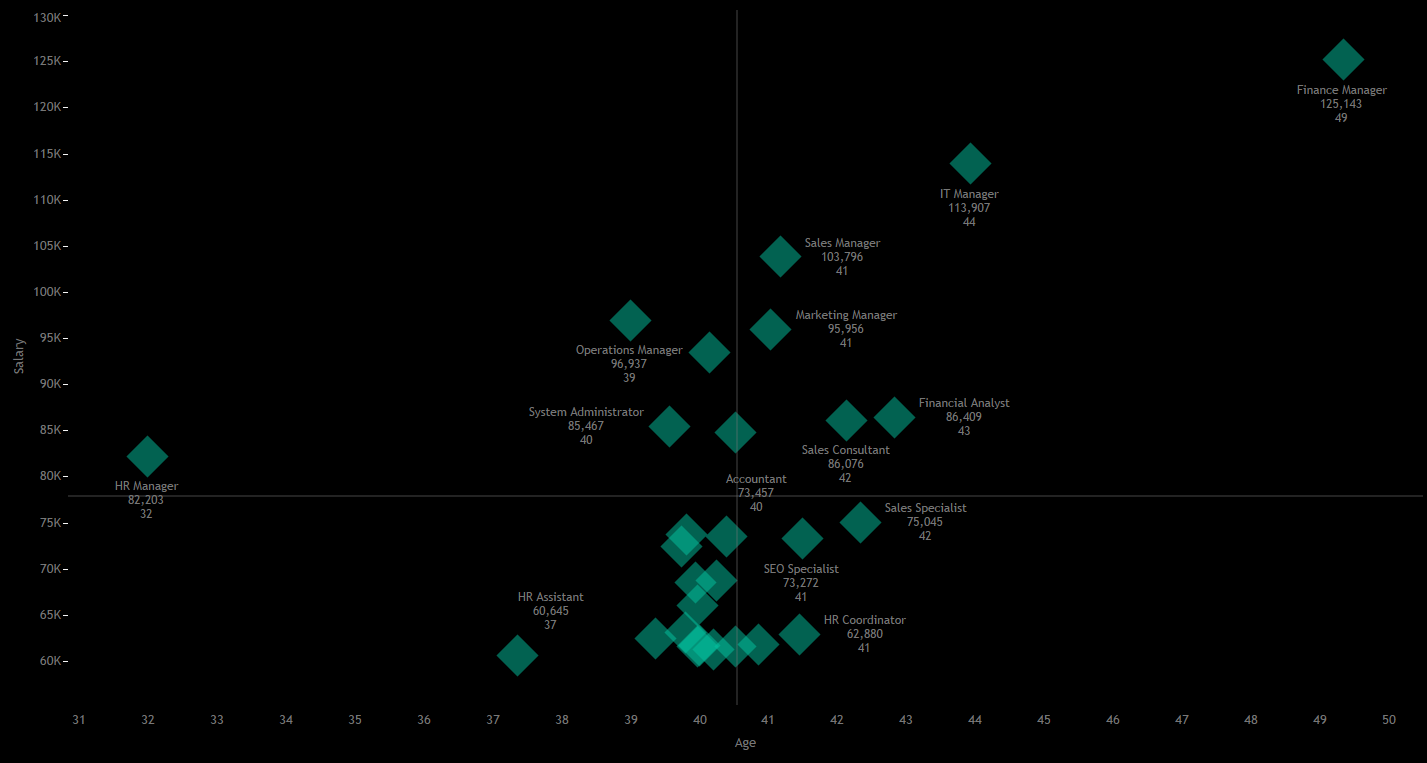 130K
125K
120K
115K
110K
105K
100K
95K
90K
85K
80K
75K
70K
65K
60K
Salary
Finance Manager
125,143
49
IT Manager
113,907
44
Sales Manager
103,796
41
Marketing Manager
95,956
41
Operations Manager
96,937
39
Financial Analyst
86,409
43
System Administrator
85,467
40
Sales Consultant
86,076
42
Accountant
73,457
40
HR Manager
82,203
32
Sales Specialist
75,045
42
SEO Specialist
73,272
41
HR Assistant
60,645
37
HR Coordinator
62,880
41
31 32 33 34 35 36 37 38 39 40 41 42 43 44 45 46 47 48 49 50
Age